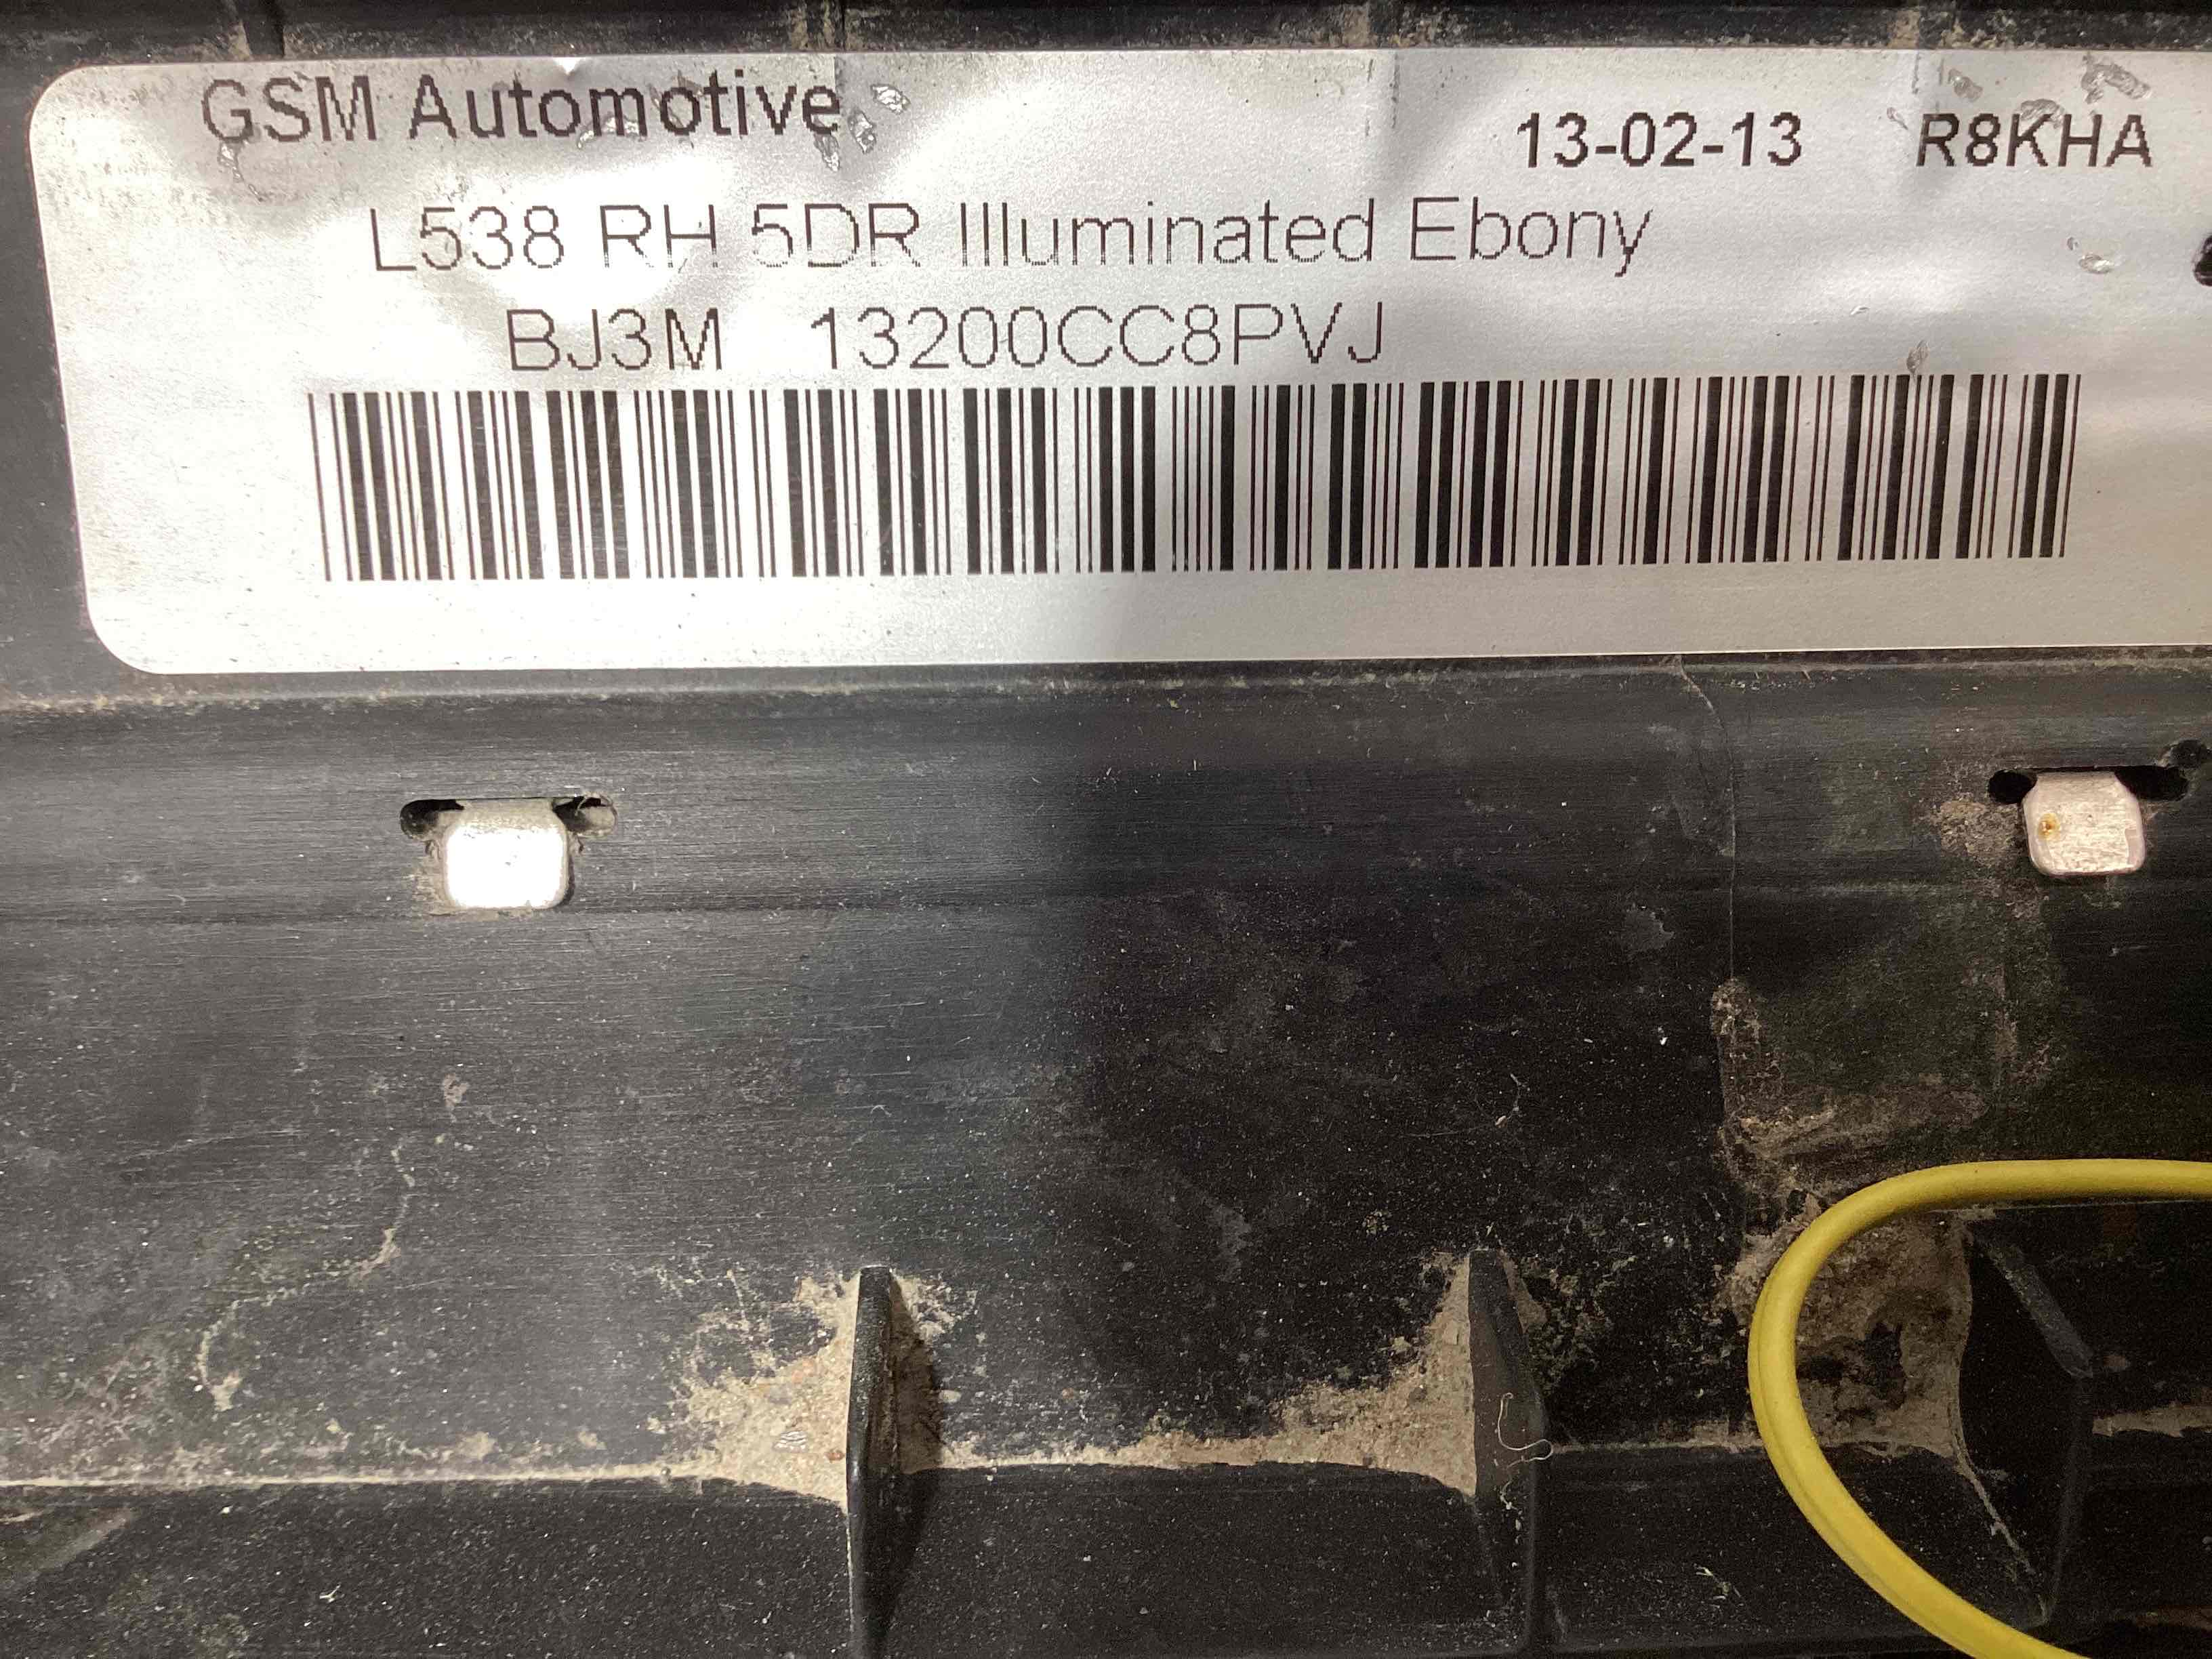 GSM Automotive
13-02-13 R8KHA
L538 RH 5DR Illuminated Ebony
BJ3M 13200CC8PVJ